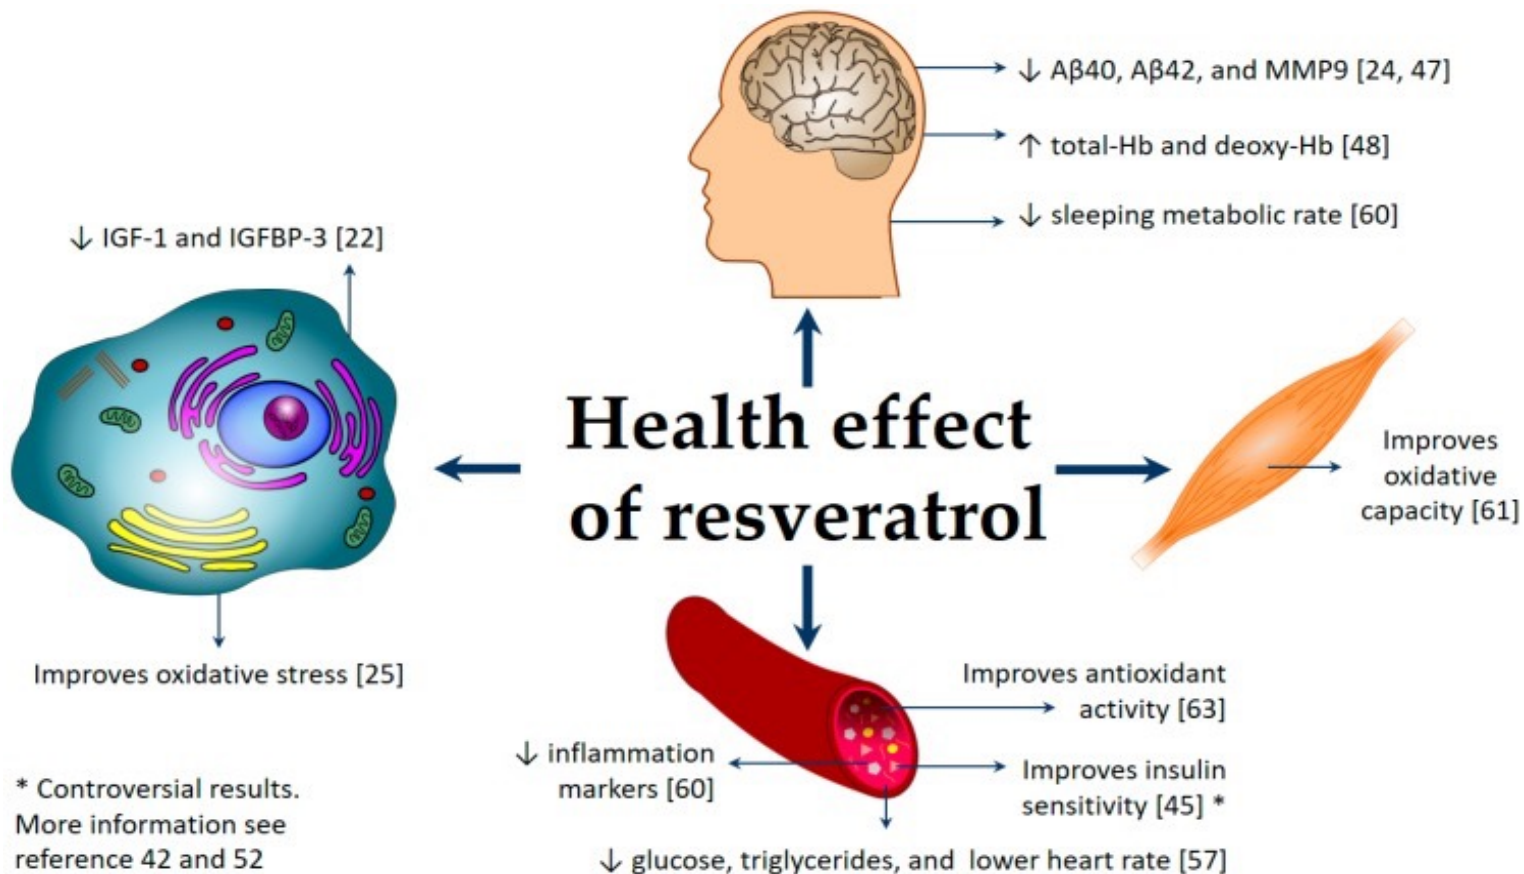 ↓ Aβ40, Aβ42, and MMP9 [24, 47]
↑ total-Hb and deoxy-Hb [48]
↓ sleeping metabolic rate [60]
↓ IGF-1 and IGFBP-3 [22]
Health effect
of resveratrol
Improves
oxidative
capacity [61]
Improves oxidative stress [25]
Improves antioxidant
activity [63]
↓ inflammation
markers [60]
Improves insulin
sensitivity [45] *
↓ glucose, triglycerides, and  lower heart rate [57]
* Controversial results.
More information see
reference 42 and 52